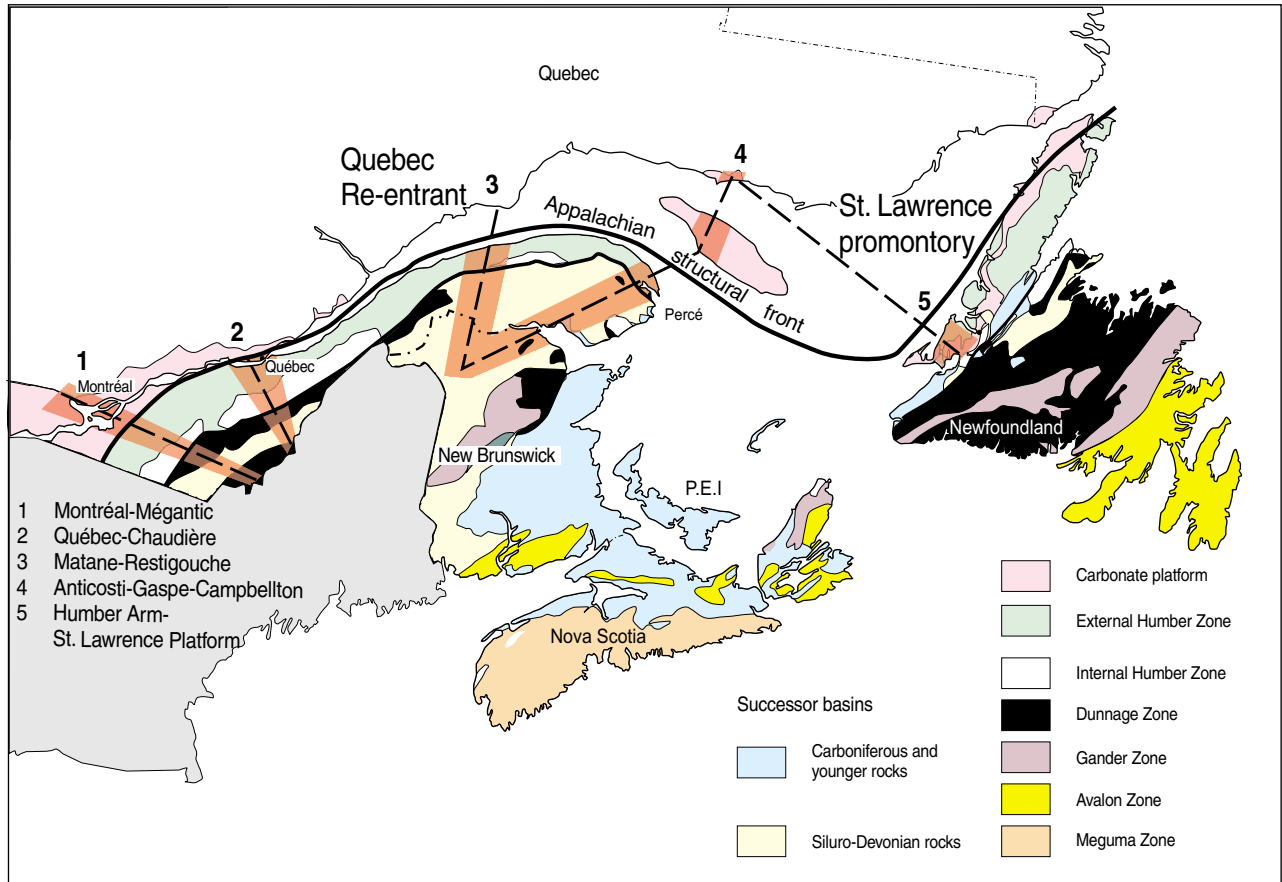 Quebec
Quebec
Re-entrant
3
4
Appalachian
structural
front
St. Lawrence
promontory
5
Percé
2
Québec
1
Montréal
New Brunswick
P.E.I
Nova Scotia
Newfoundland
1 Montréal-Mégantic
2 Québec-Chaudière
3 Matane-Restigouche
4 Anticosti-Gaspe-Campbellton
5 Humber Arm-
St. Lawrence Platform
Successor basins
Carboniferous and
younger rocks
Siluro-Devonian rocks
Carbonate platform
External Humber Zone
Internal Humber Zone
Dunnage Zone
Gander Zone
Avalon Zone
Meguma Zone